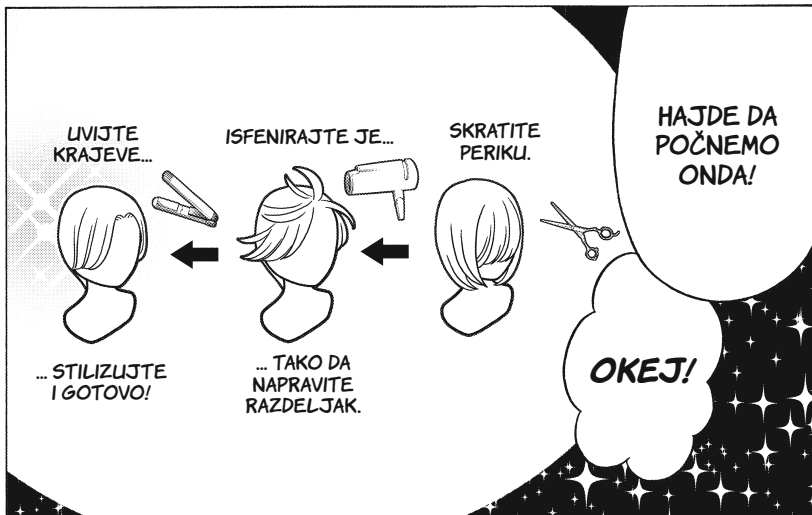 HAJDE DA
POČNEMO
ONDA!
OKEJ!
SKRATITE
PERIKU.
ISFENIRAJTE JE...
... TAKO DA
NAPRAVITE
RAZDELJAK.
UVIJTE
KRAJEVE...
... STILIZUJTE
I GOTOVO!